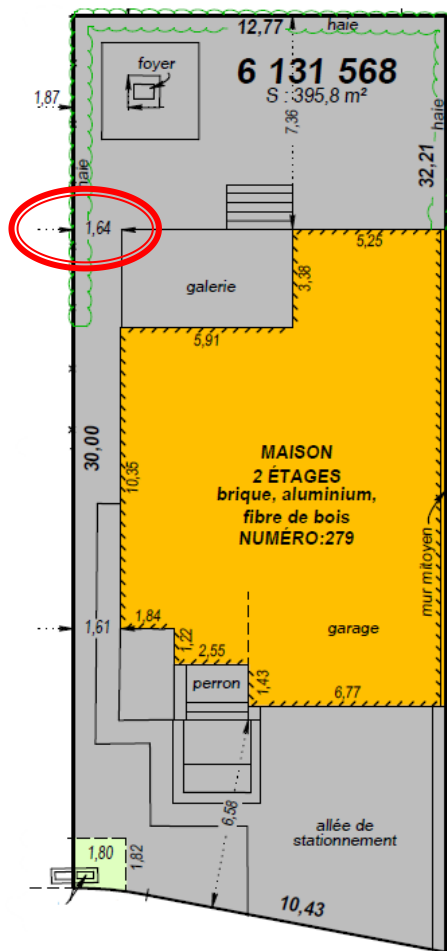 haie
12,77
foyer
6 131 568
S : 395,8 m²
1,87
7,36
haie
32,21
haie
1,64
5,25
galerie
3,38
5,91
30,00
10,35
MAISON
2 ÉTAGES
brique, aluminium,
fibre de bois
NUMÉRO:279
mur mitoyen
1,61
1,84
1,22
garage
2,55
perron
1,43
6,77
6,58
allée de
stationnement
1,80
1,82
10,43